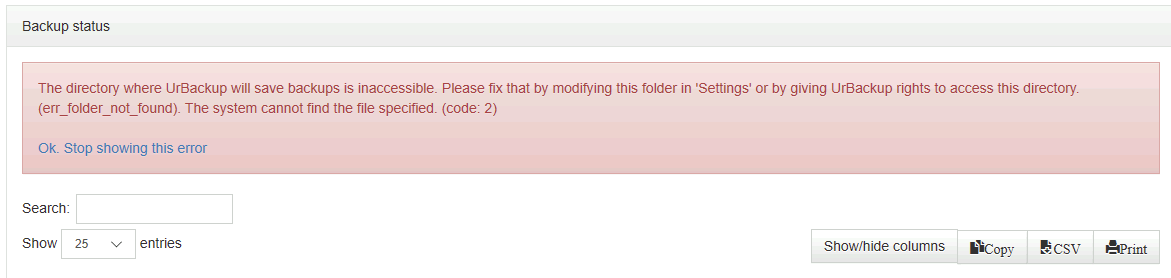 Backup status
The directory where UrBackup will save backups is inaccessible. Please fix that by modifying this folder in 'Settings' or by giving UrBackup rights to access this directory.
(err_folder_not_found). The system cannot find the file specified. (code: 2)
Ok. Stop showing this error
Search:
Show 25 entries
Show/hide columns Copy CSV Print